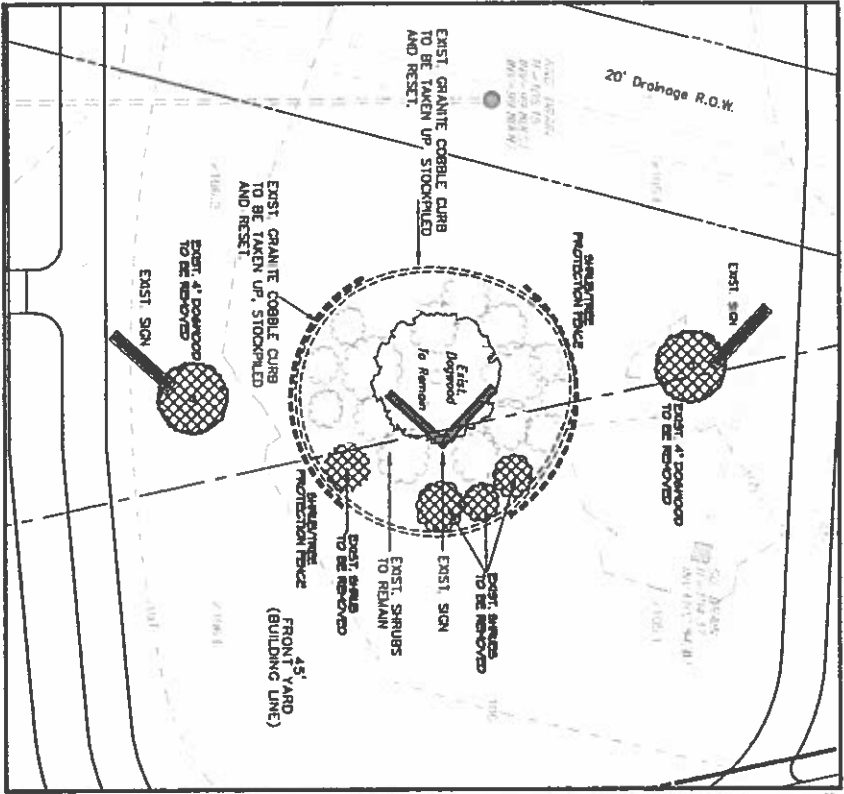 20' Drainage R.O.W.
EXIST. GRANITE COBBLE CURB
TO BE TAKEN UP STOCKPILED
AND RESET.
EXIST. GRANITE COBBLE CURB
TO BE TAKEN UP, STOCKPILED
AND RESET.
SHRUB/TREE
PROTECTION FENCE
EXIST. SIGN
EXIST. 4" DOGWOOD
TO BE REMOVED
EXIST. 4" DOGWOOD
TO BE REMOVED
EXIST. SIGN
Exist.
Dogwood
To Remain
SHRUB/TREE
PROTECTION FENCE
EXIST. SHRUB
TO BE REMOVED
EXIST. SHRUBS
TO REMAIN
EXIST. SIGN
EXIST. SHRUBS
TO BE REMOVED
45'
FRONT YARD
(BUILDING LINE)